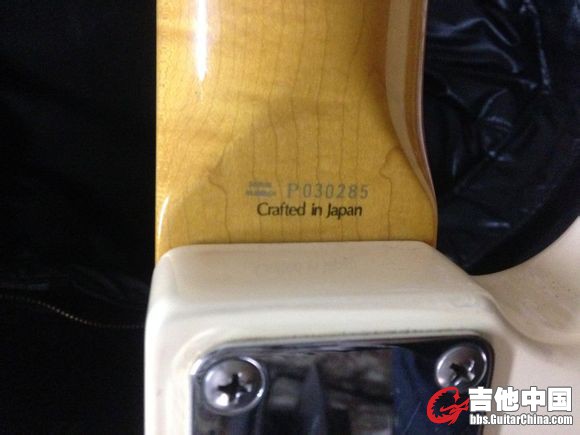 P030285
Crafted in Japan
吉他中国
bbs.GuitarChina.com